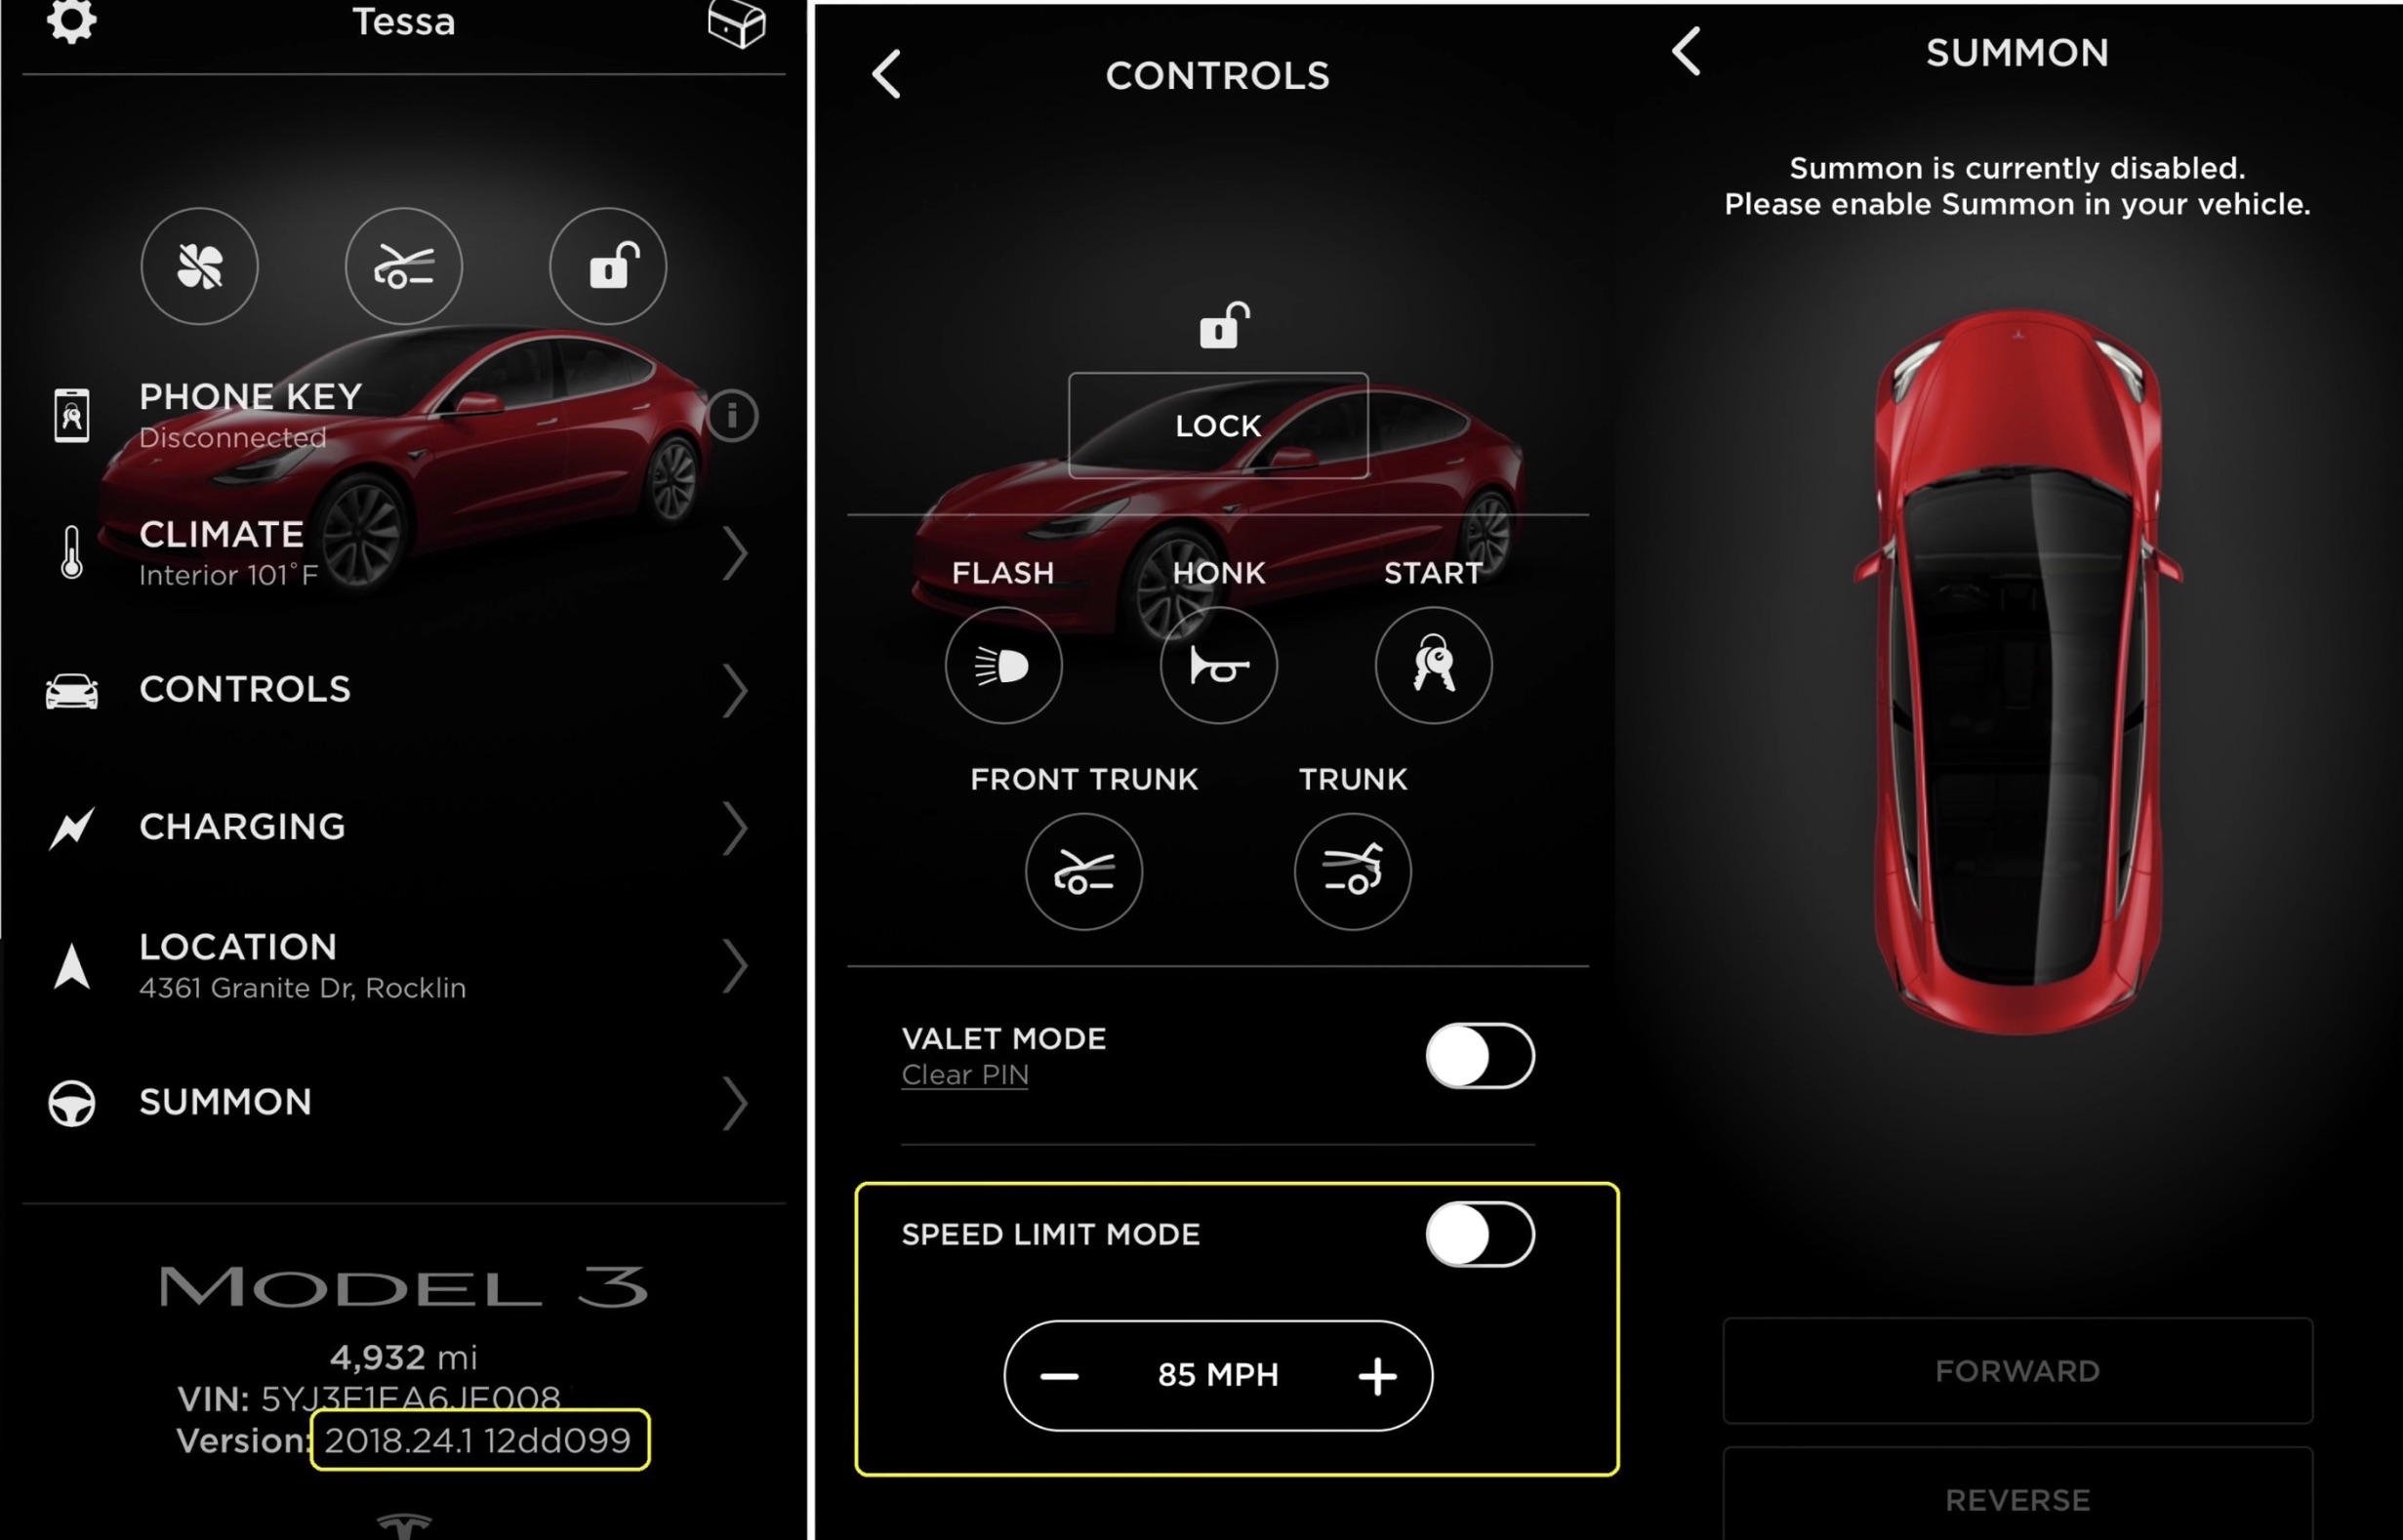 Tessa
PHONE KEY
Disconnected
CLIMATE
Interior 101°F
CONTROLS
CHARGING
LOCATION
4361 Granite Dr, Rocklin
SUMMON
MODEL 3
4,932 mi
VIN: 5YJ3E1EA6JF008
Version: 2018.24.1 12dd099
CONTROLS
LOCK
FLASH HONK START
FRONT TRUNK TRUNK
VALET MODE
Clear PIN
SPEED LIMIT MODE
85 MPH
SUMMON
Summon is currently disabled.
Please enable Summon in your vehicle.
FORWARD
REVERSE